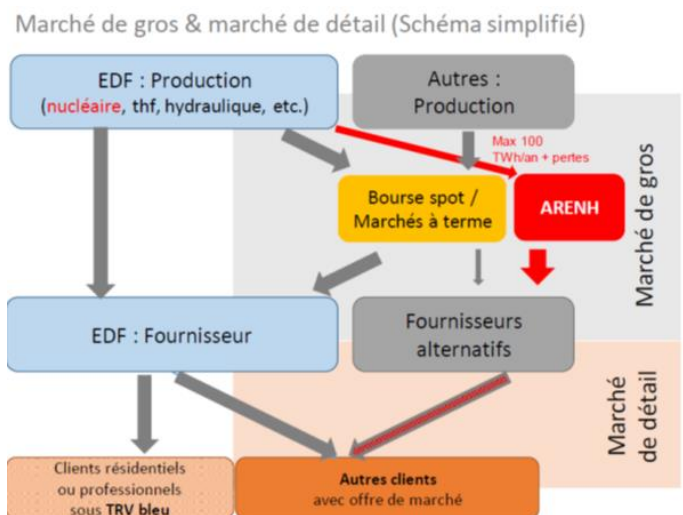 Marché de gros & marché de détail (Schéma simplifié)
EDF : Production
(nucléaire, thf, hydraulique, etc.)
Autres :
Production
Max 100
TWh/an + pertes
Bourse spot /
Marchés à terme
ARENH
Marché de gros
EDF : Fournisseur
Fournisseurs
alternatifs
Marché
de détail
Clients résidentiels
ou professionnels
sous TRV bleu
Autres clients
avec offre de marché